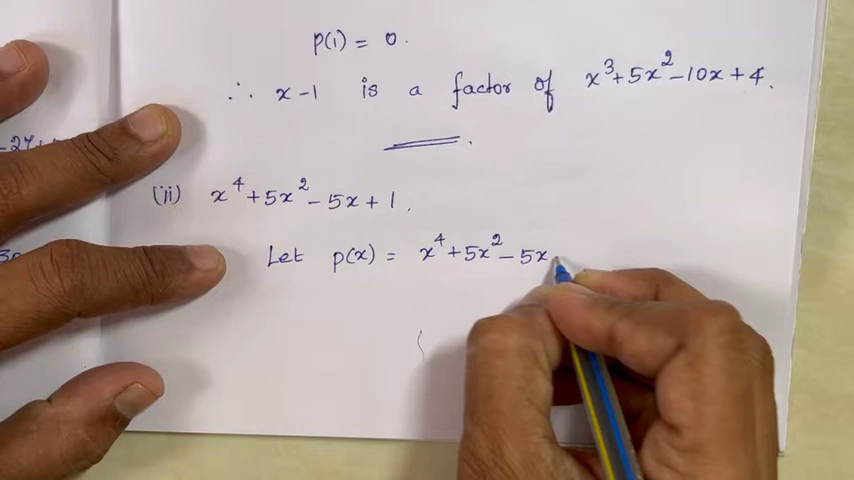 p(1) = 0.
∴ x-1 is a factor of x³+5x²-10x+4.
(ii) x⁴+5x²-5x+1.
Let p(x) = x⁴+5x²-5x